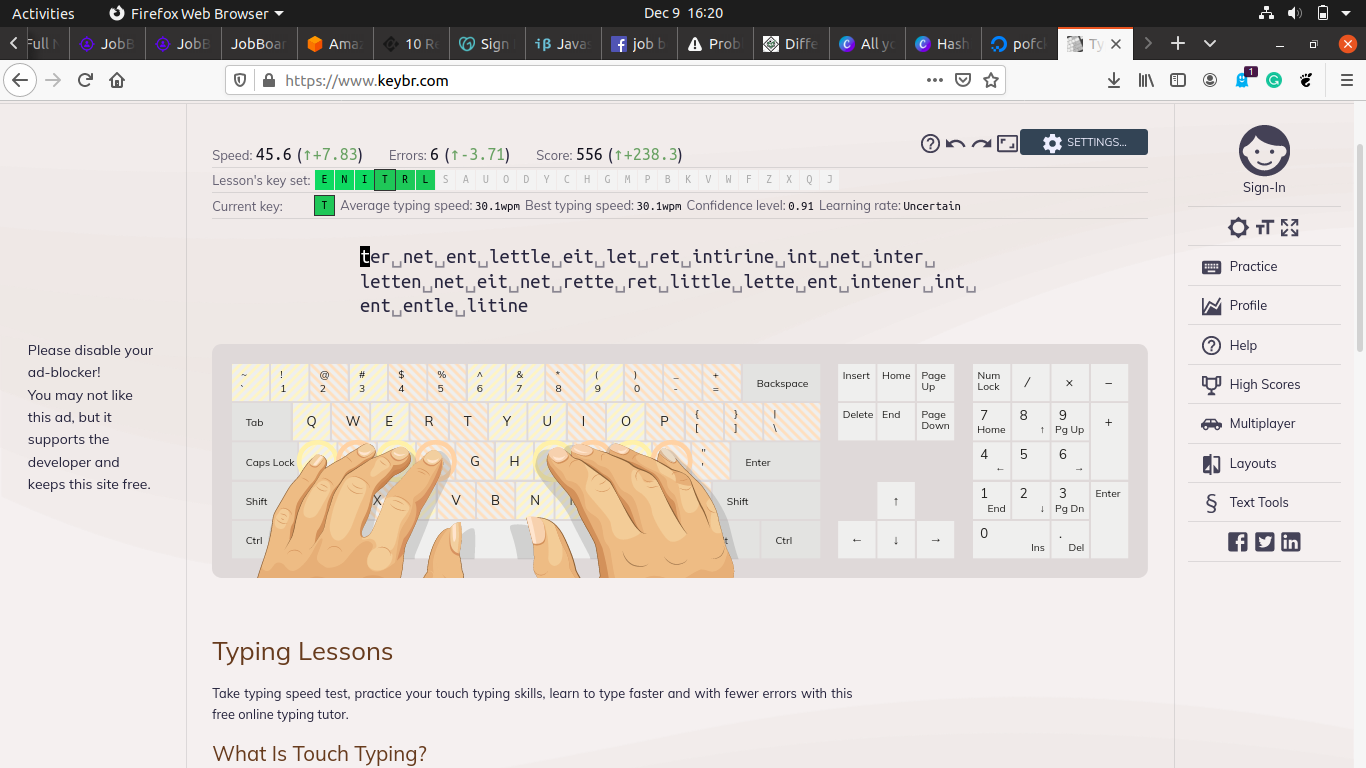 Activities Firefox Web Browser Dec 9 16:20
Full JobB JobB JobBoar Amaz 10 Re Sign Javas job b Prob Diffe All yo Hash pofcl Ty
https://www.keybr.com 1
Speed: 45.6 (↑+7.83) Errors: 6 (↑-3.71) Score: 556 (↑+238.3) SETTINGS...
Lesson's key set: E N I T R L S A U O D Y C H G M P B K V W F Z X Q J
Current key: T Average typing speed: 30.1wpm Best typing speed: 30.1wpm Confidence level: 0.91 Learning rate: Uncertain
ter␣net␣ent␣lettle␣eit␣let␣ret␣intirine␣int␣net␣inter␣
letten␣net␣eit␣net␣rette␣ret␣little␣lette␣ent␣intener␣int␣
ent␣entle␣litine
Please disable your
ad-blocker!
You may not like
this ad, but it
supports the
developer and
keeps this site free.
~ ! @ # $ % ^ & * ( ) _ +
` 1 2 3 4 5 6 7 8 9 0 - = Backspace
Tab Q W E R T Y U I O P { [ } ] | \
Caps Lock G H " ' Enter
Shift X V B N Shift
Ctrl Ctrl
Insert Home Page Up
Delete End Page Down
↑
← ↓ →
Num Lock / × −
7 Home 8 ↑ 9 Pg Up +
4 ← 5 6 →
1 End 2 ↓ 3 Pg Dn Enter
0 Ins . Del
Typing Lessons
Take typing speed test, practice your touch typing skills, learn to type faster and with fewer errors with this
free online typing tutor.
What Is Touch Typing?
Sign-In
Practice
Profile
Help
High Scores
Multiplayer
Layouts
§ Text Tools